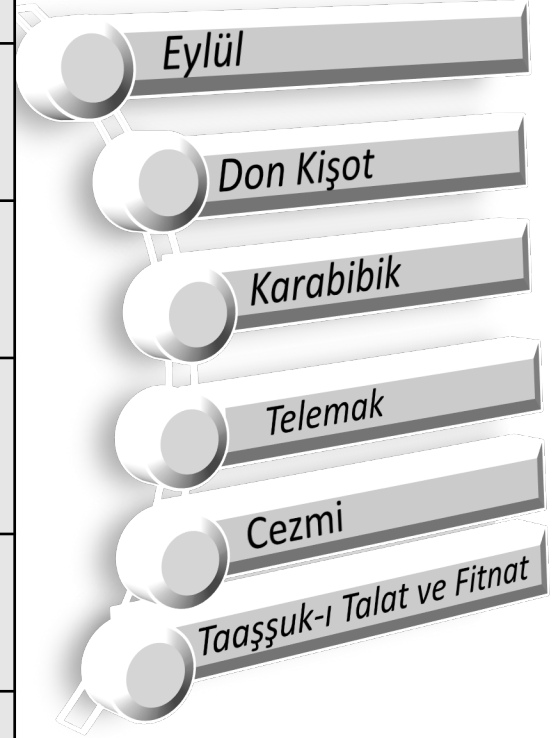 Eylül
Don Kişot
Karabibik
Telemak
Cezmi
Taaşşuk-ı Talat ve Fitnat